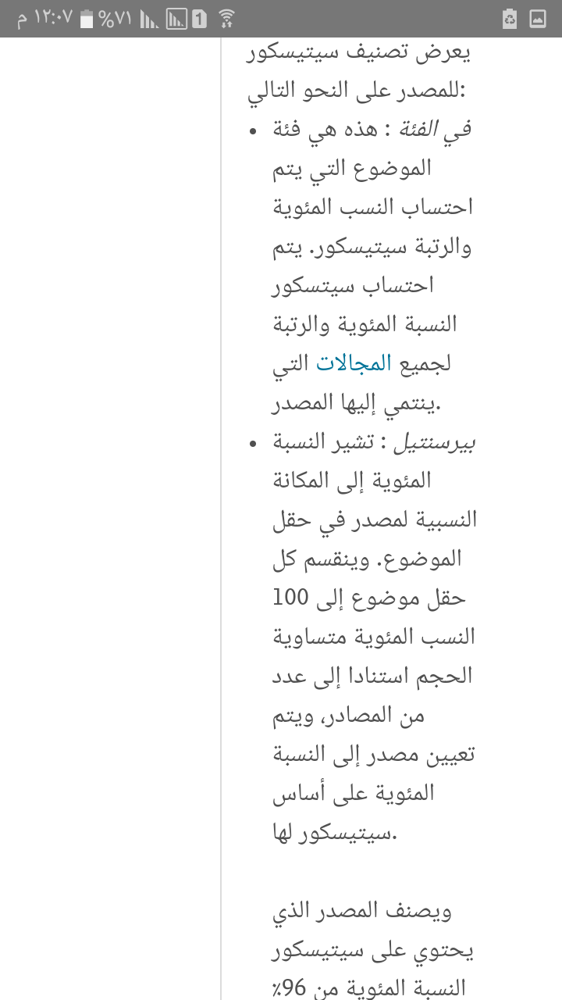 م ١٢:٠٧ %٧١ 1
يعرض تصنيف سيتيسكور
للمصدر على النحو التالي:
• في الفئة : هذه هي فئة
الموضوع التي يتم
احتساب النسب المئوية
والرتبة سيتيسكور. يتم
احتساب سيتسكور
النسبة المئوية والرتبة
لجميع المجالات التي
ينتمي إليها المصدر.
• بيرسنتيل : تشير النسبة
المئوية إلى المكانة
النسبية لمصدر في حقل
الموضوع. وينقسم كل
حقل موضوع إلى 100
النسب المئوية متساوية
الحجم استنادا إلى عدد
من المصادر، ويتم
تعيين مصدر إلى النسبة
المئوية على أساس
سيتيسكور لها.
ويصنف المصدر الذي
يحتوي على سيتيسكور
النسبة المئوية من 96٪